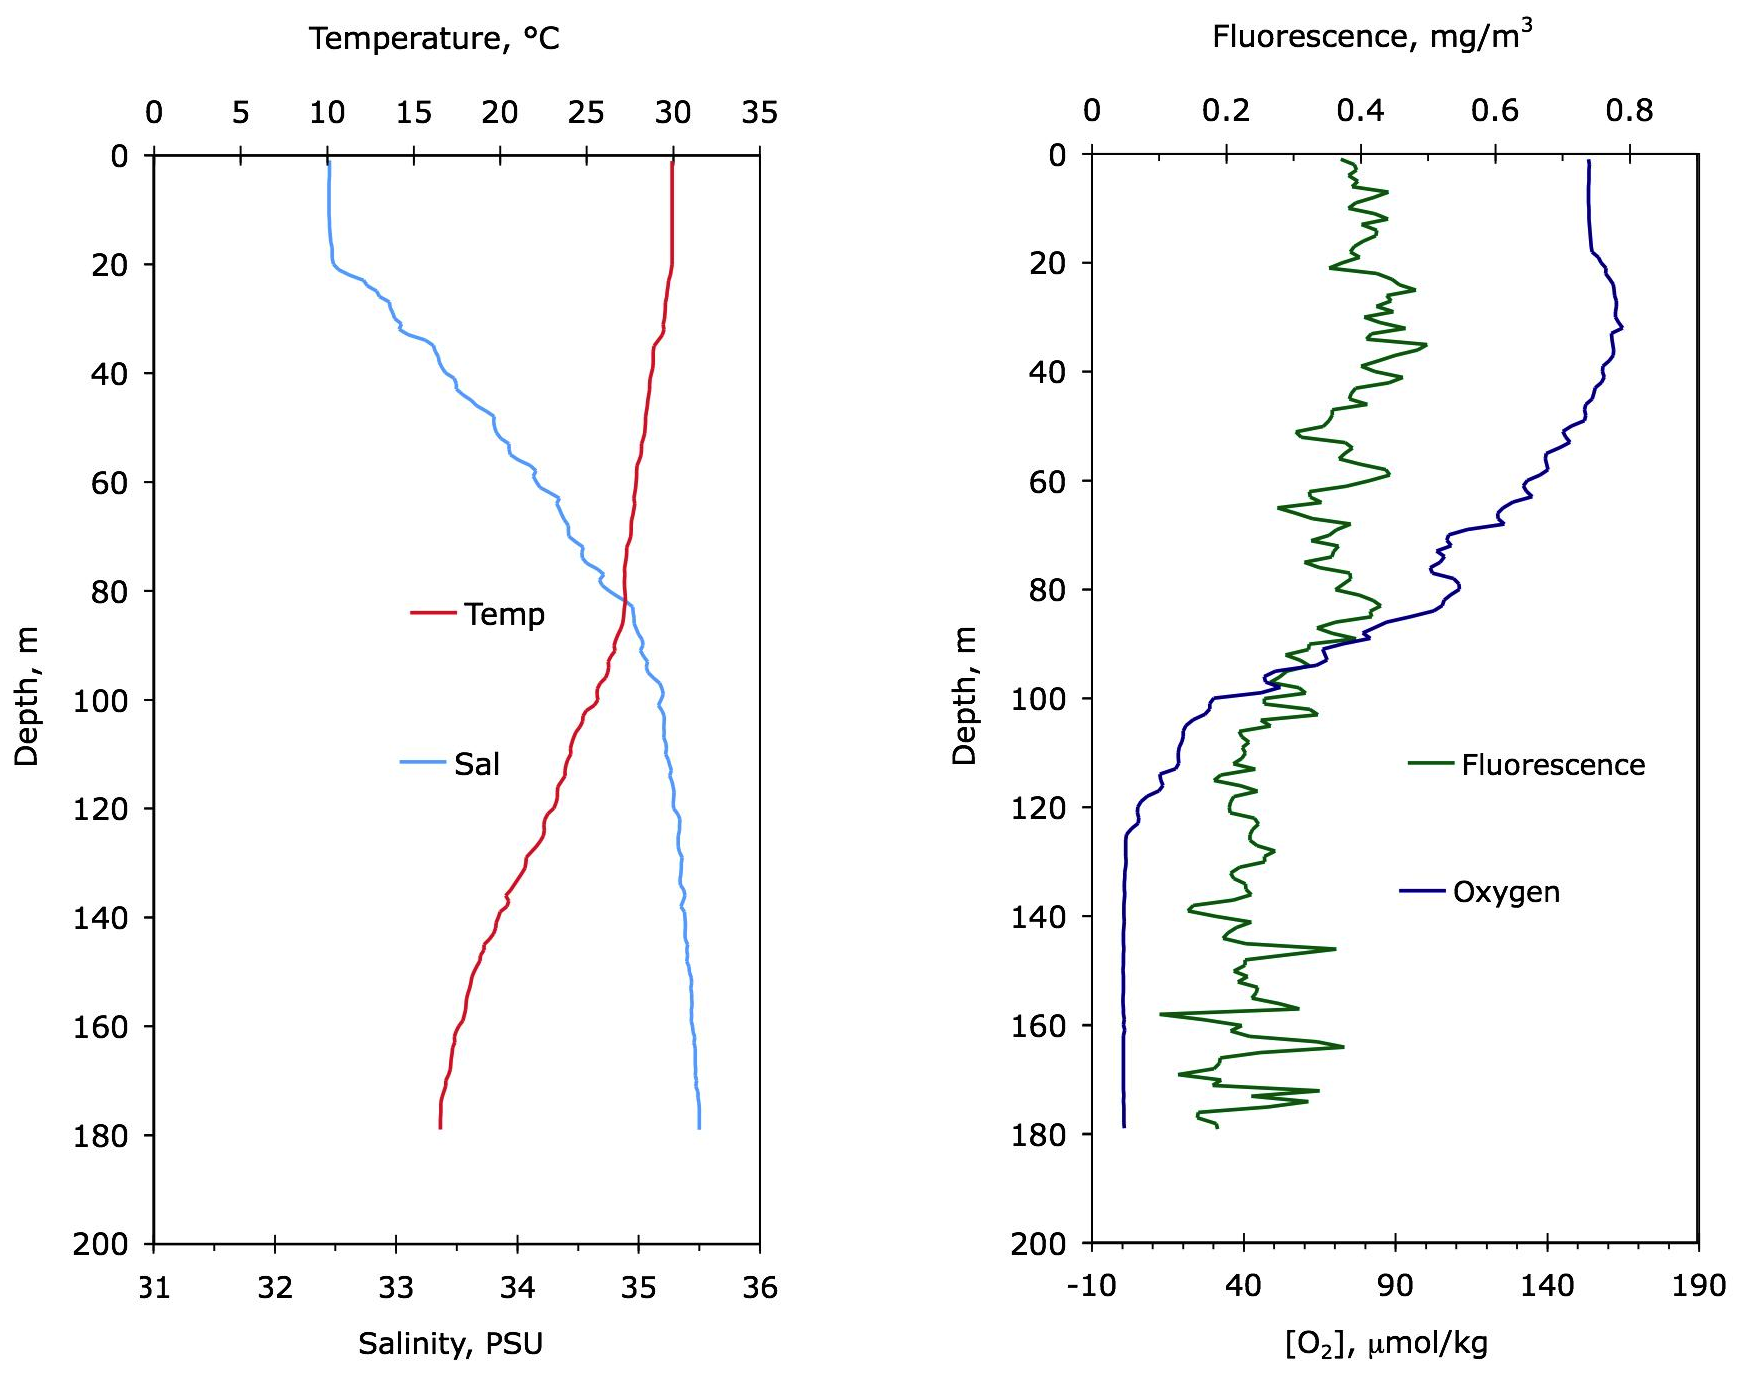 Temperature, °C
0 5 10 15 20 25 30 35
0
20
40
60
80
100
120
140
160
180
200
Depth, m
Temp
Sal
31 32 33 34 35 36
Salinity, PSU
Fluorescence, mg/m³
0 0.2 0.4 0.6 0.8
0
20
40
60
80
100
120
140
160
180
200
Depth, m
Fluorescence
Oxygen
-10 40 90 140 190
[O₂], μmol/kg